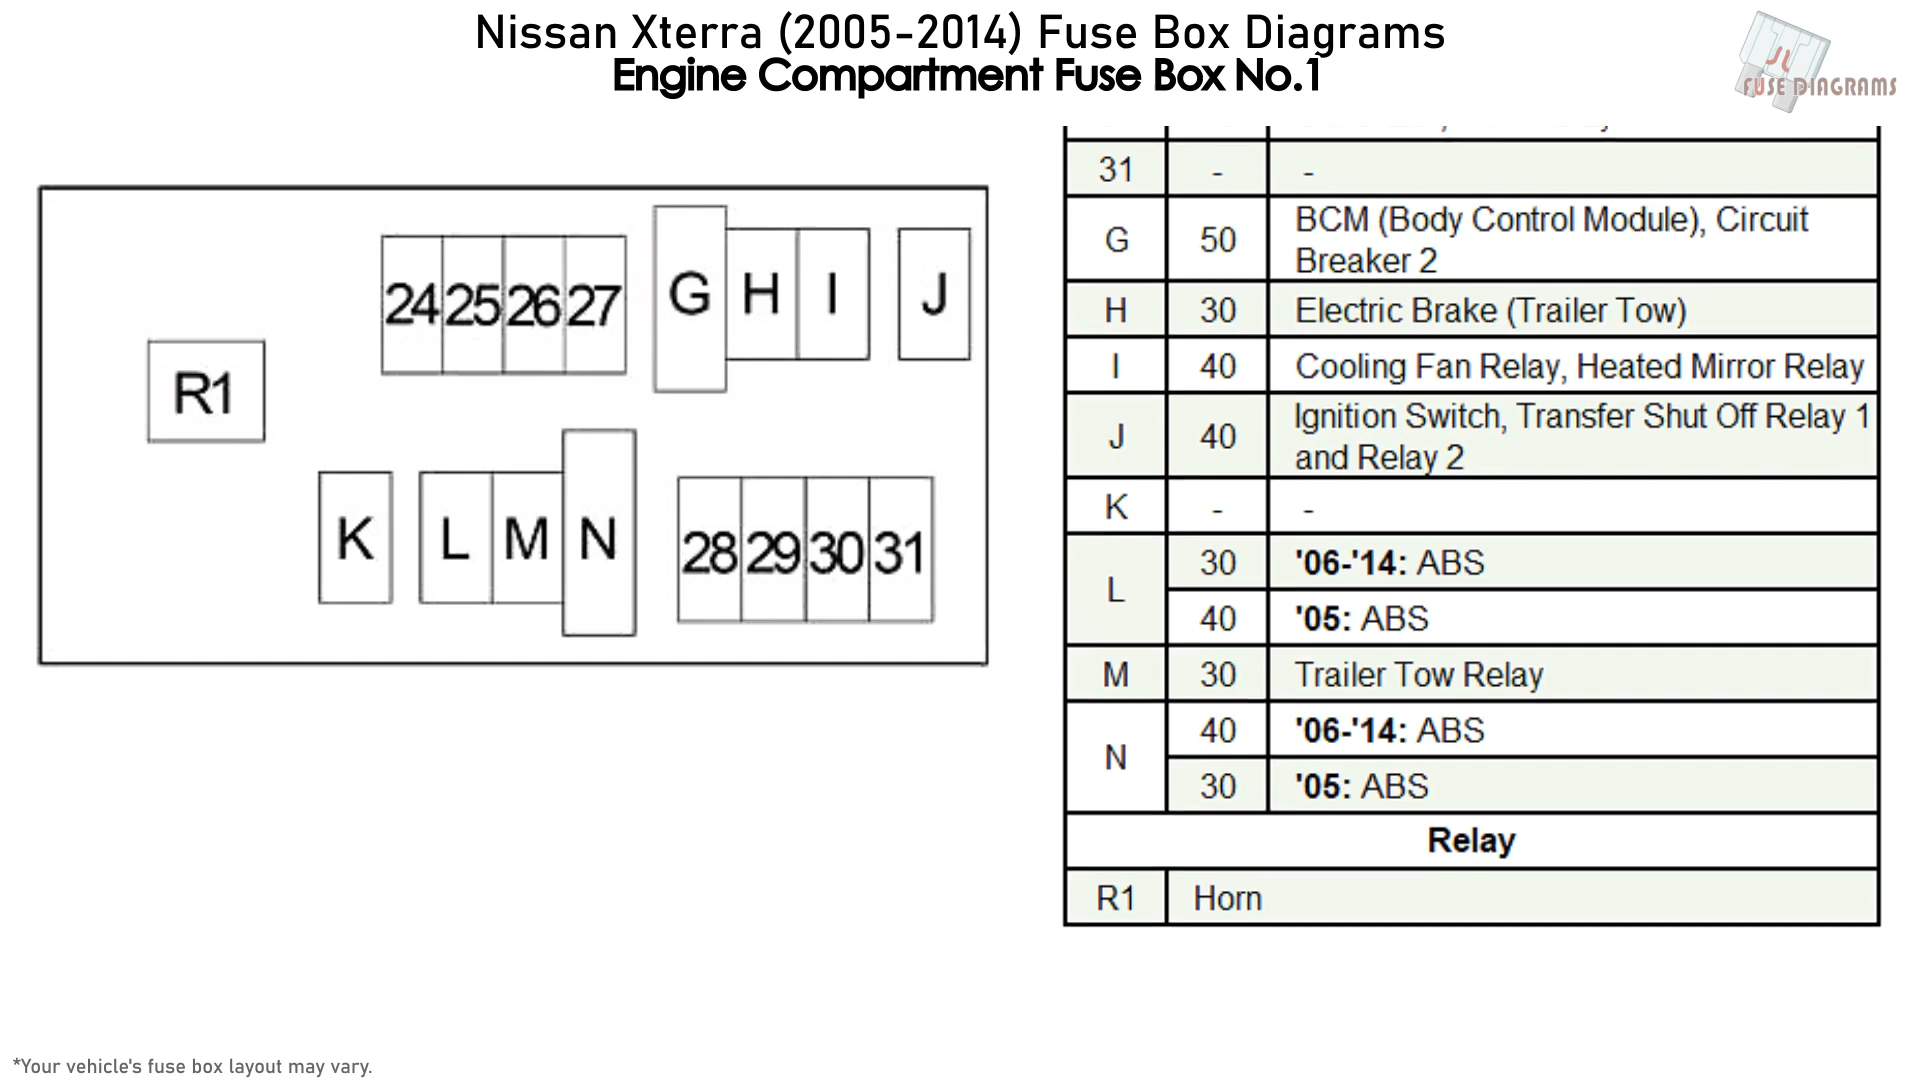 Nissan Xterra (2005-2014) Fuse Box Diagrams
Engine Compartment Fuse Box No.1
JL
FUSE DIAGRAMS
24 25 26 27 G H I J
R1
K L M N 28 29 30 31
31 - -
G 50 BCM (Body Control Module), Circuit
Breaker 2
H 30 Electric Brake (Trailer Tow)
I 40 Cooling Fan Relay, Heated Mirror Relay
J 40 Ignition Switch, Transfer Shut Off Relay 1
and Relay 2
K - -
L 30 '06-'14: ABS
40 '05: ABS
M 30 Trailer Tow Relay
N 40 '06-'14: ABS
30 '05: ABS
Relay
R1 Horn
*Your vehicle's fuse box layout may vary.